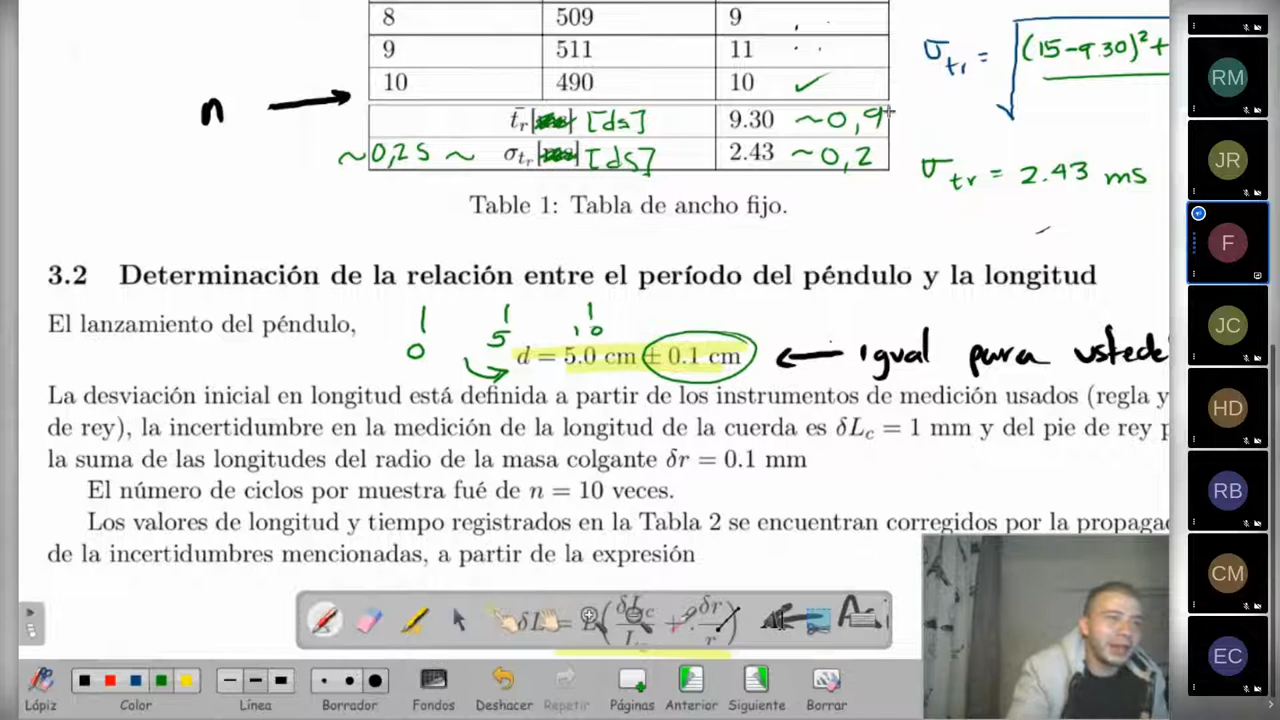 8 509 9
9 511 11
10 490 10 ✓
n →
t̄r [ds] 9.30 ~0,9
~0,2S ~ σtr [ds] 2.43 ~0,2
σtr = √(15-9.30)² +
σtr = 2.43 ms
Table 1: Tabla de ancho fijo.
3.2 Determinación de la relación entre el período del péndulo y la longitud
El lanzamiento del péndulo,
0 5 10
d = 5.0 cm ± 0.1 cm ← igual para ustede
La desviación inicial en longitud está definida a partir de los instrumentos de medición usados (regla y
de rey), la incertidumbre en la medición de la longitud de la cuerda es δLc = 1 mm y del pie de rey p
la suma de las longitudes del radio de la masa colgante δr = 0.1 mm
El número de ciclos por muestra fué de n = 10 veces.
Los valores de longitud y tiempo registrados en la Tabla 2 se encuentran corregidos por la propaga
de la incertidumbres mencionadas, a partir de la expresión
Lápiz
Color
Línea
Borrador
Fondos
Deshacer
Repetir
Páginas
Anterior
Siguiente
Borrar
RM
JR
F
JC
HD
RB
CM
EC